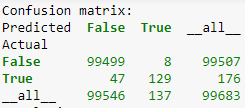 Confusion matrix:
Predicted False True __all__
Actual
False 99499 8 99507
True 47 129 176
__all__ 99546 137 99683